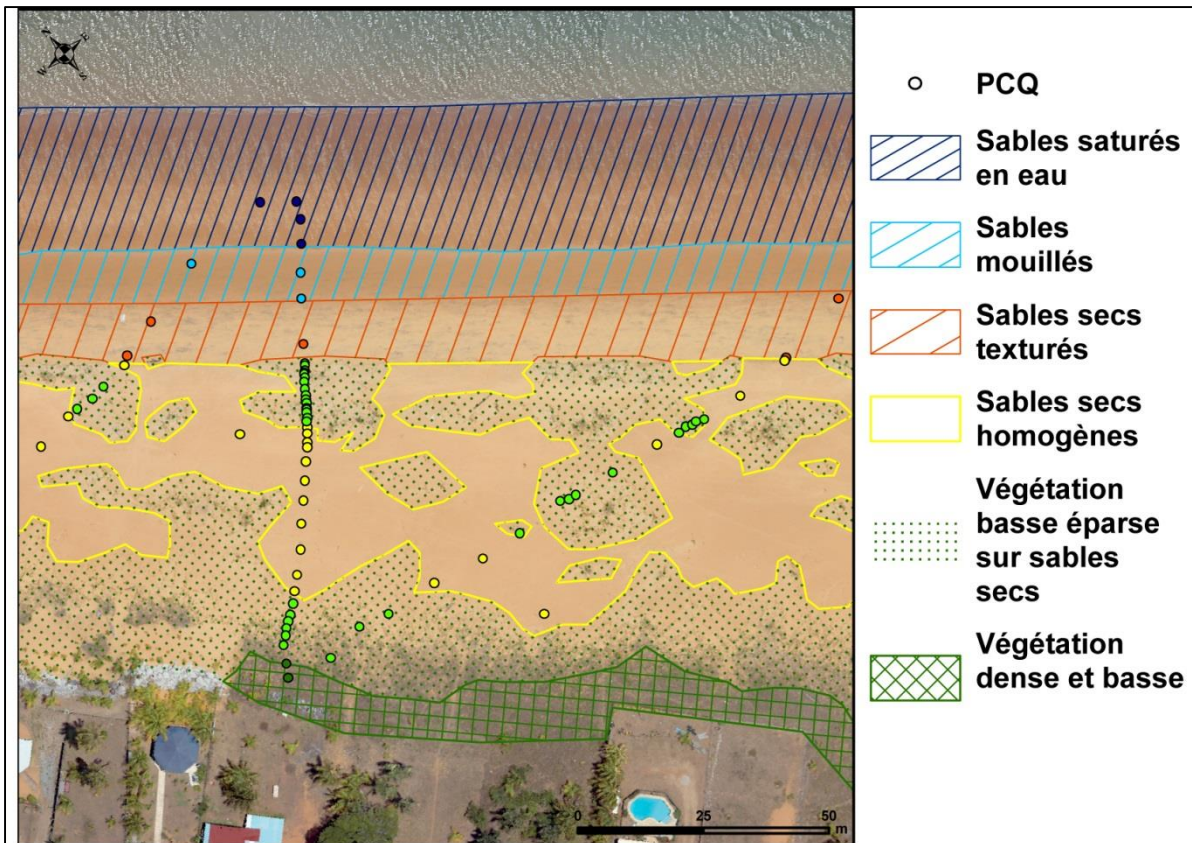 N
E
W
S
PCQ
Sables saturés
en eau
Sables
mouillés
Sables secs
texturés
Sables secs
homogènes
Végétation
basse éparse
sur sables
secs
Végétation
dense et basse
0 25 50
m